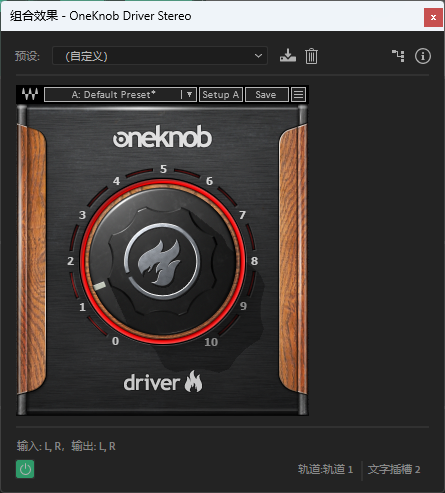 组合效果 - OneKnob Driver Stereo
预设: (自定义)
A: Default Preset* Setup A Save
oneknob
5
4 6
3 7
2 8
1 9
0 10
driver
输入: L, R, 输出: L, R
轨道:轨道 1 文字插槽 2